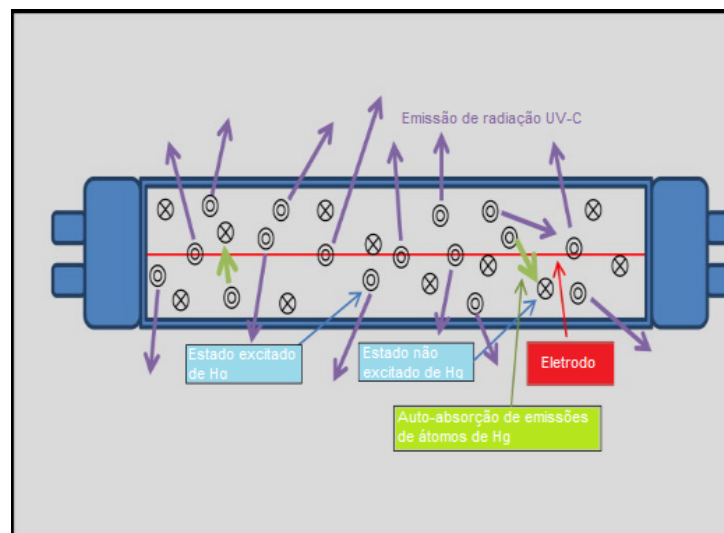 Emissão de radiação UV-C
Estado excitado
de Hg
Estado não
excitado de Hg
Eletrodo
Auto-absorção de emissões
de átomos de Hg